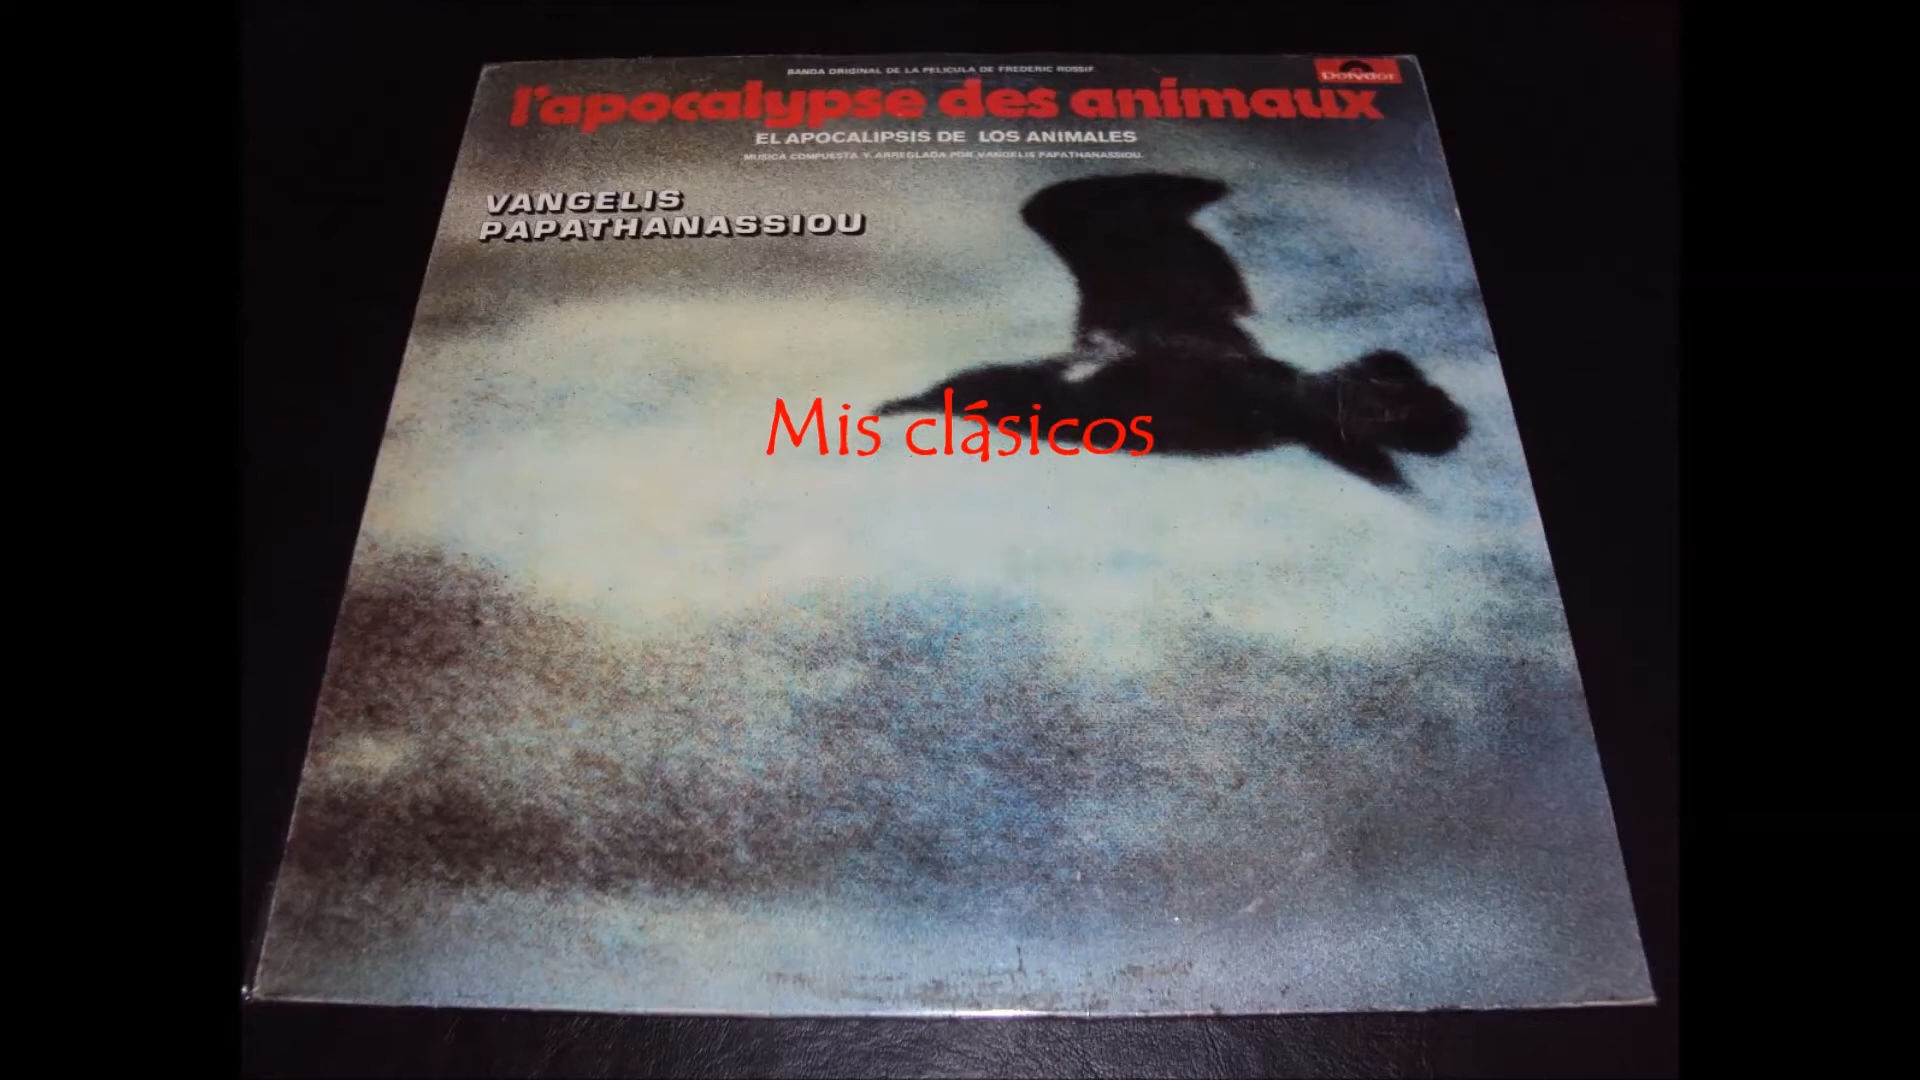 BANDA ORIGINAL DE LA PELICULA DE FREDERIC ROSSIF
Polydor
l'apocalypse des animaux
EL APOCALIPSIS DE LOS ANIMALES
MUSICA COMPUESTA Y ARREGLADA POR VANGELIS PAPATHANASSIOU.
VANGELIS
PAPATHANASSIOU
Mis clásicos